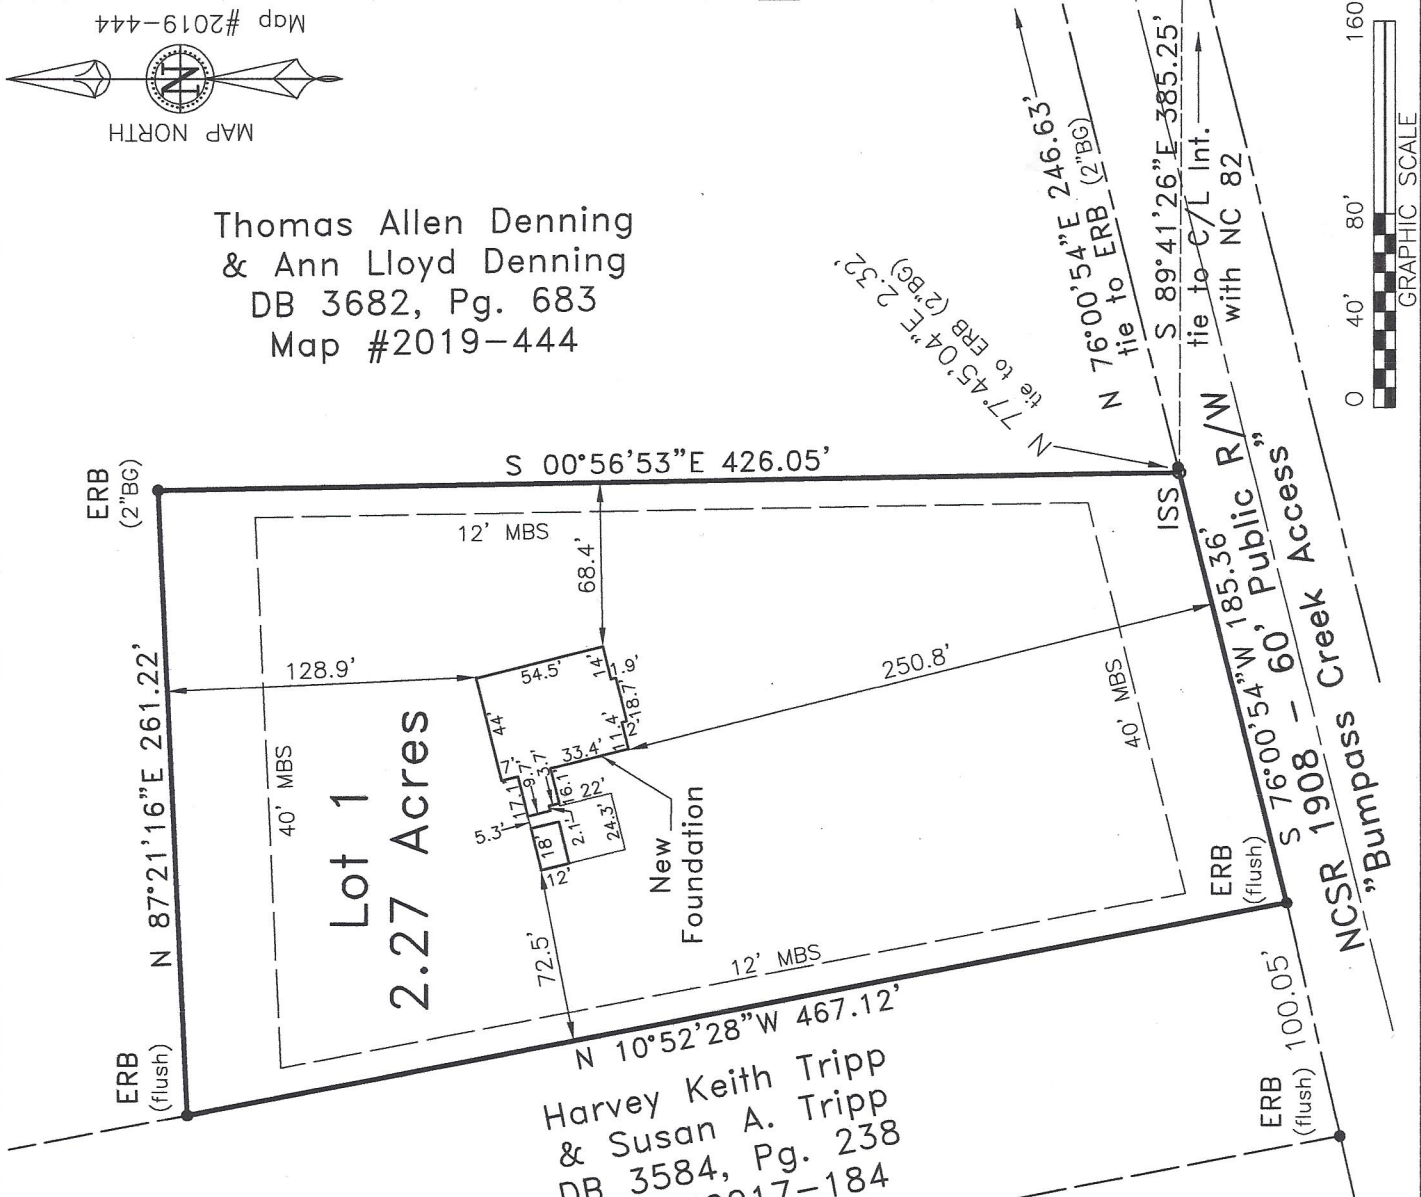 Map #2019-444
MAP NORTH
N
Thomas Allen Denning
& Ann Lloyd Denning
DB 3682, Pg. 683
Map #2019-444
N 76°00'54"E 246.63'
tie to ERB (2"BG)
S 89°41'26"E 385.25'
tie to C/L Int.
with NC 82
N 77°45'04"E 2.32'
tie to ERB (2"BG)
0 40' 80' 160
GRAPHIC SCALE
ERB
(2"BG)
S 00°56'53"E 426.05'
ISS
12' MBS
68.4'
N 87°21'16"E 261.22'
128.9'
40' MBS
Lot 1
2.27 Acres
54.5'
14'
1.9'
18.7'
2'
11.4'
33.4'
44'
7'
9.7'
3.7'
17.1'
16.1'
22'
5.3'
18'
2.1'
24.3'
12'
72.5'
250.8'
New
Foundation
40' MBS
12' MBS
S 76°00'54"W 185.36'
NCSR 1908 - 60' Public R/W
"Bumpass Creek Access"
ERB
(flush)
N 10°52'28"W 467.12'
ERB
(flush)
100.05'
ERB
(flush)
Harvey Keith Tripp
& Susan A. Tripp
DB 3584, Pg. 238
2017-184